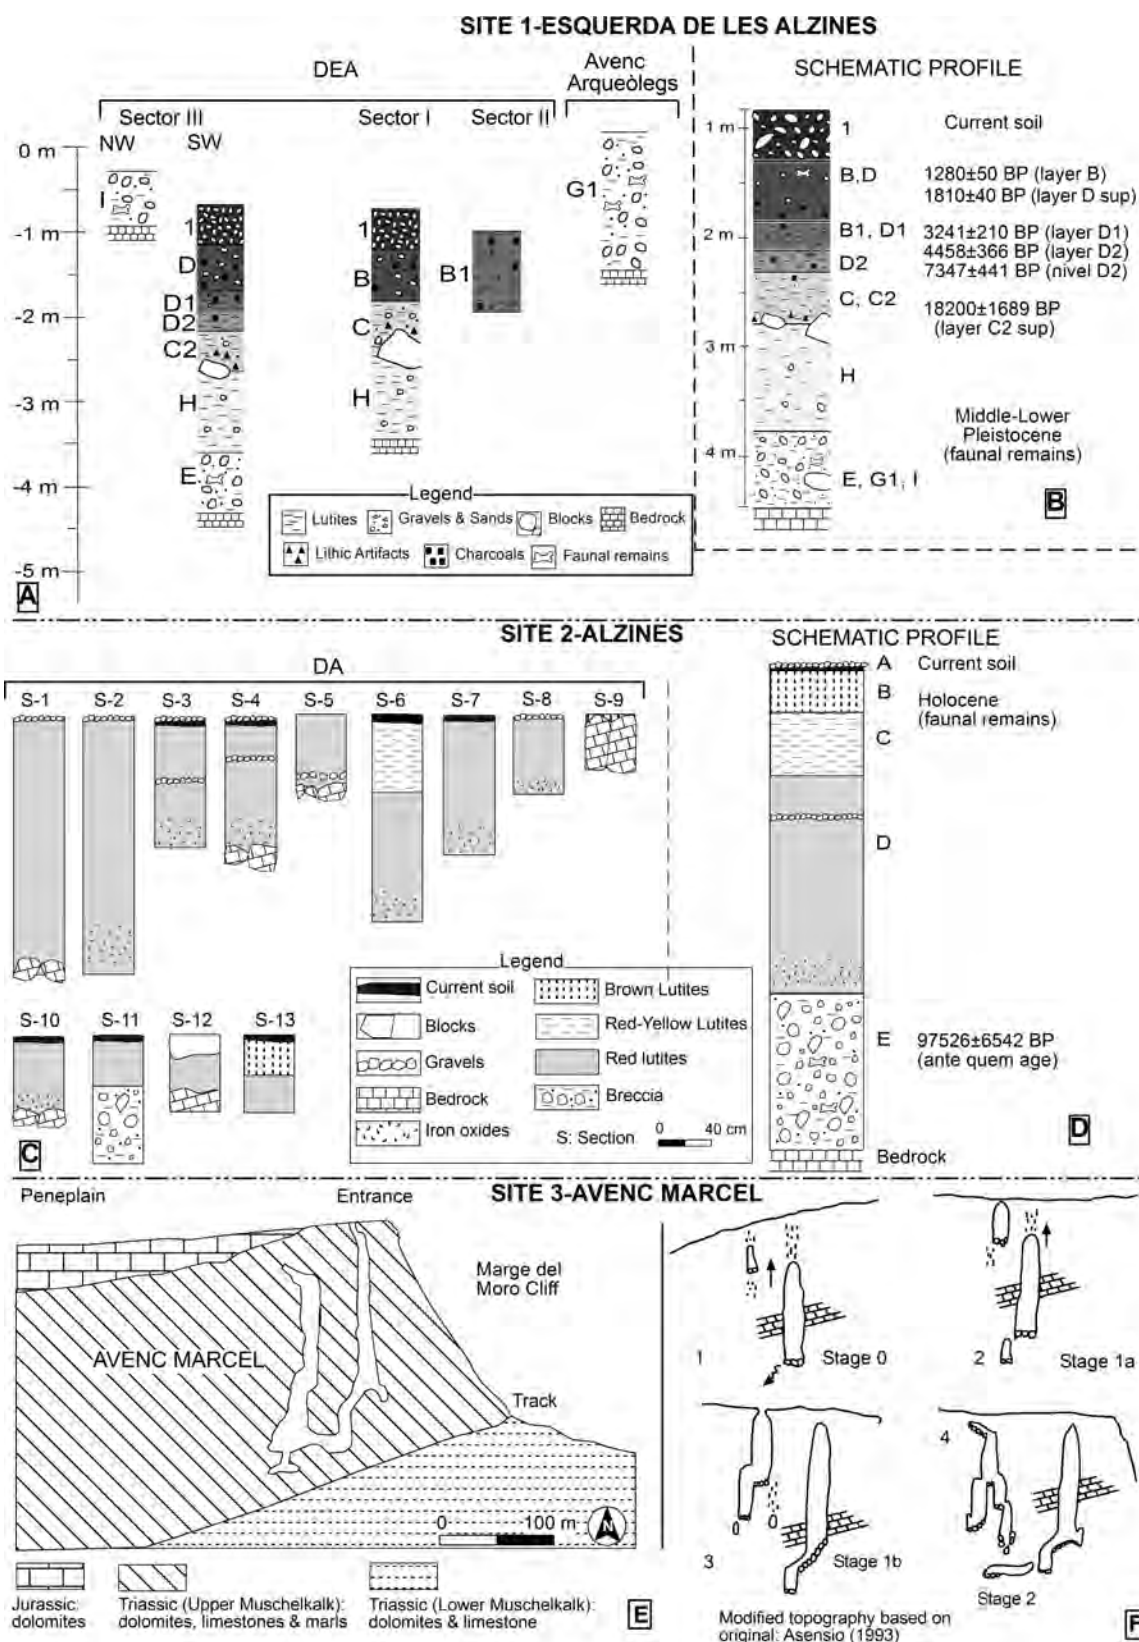 SITE 1-ESQUERDA DE LES ALZINES
DEA
Avenc
Arqueòlegs
SCHEMATIC PROFILE
Sector III
Sector I
Sector II
NW
SW
0 m
-1 m
-2 m
-3 m
-4 m
-5 m
I
1
D
D1
D2
C2
H
E
1
B
C
H
B1
G1
1 m
2 m
3 m
4 m
1
B,D
B1, D1
D2
C, C2
H
E, G1, I
Current soil
1280±50 BP (layer B)
1810±40 BP (layer D sup)
3241±210 BP (layer D1)
4458±366 BP (layer D2)
7347±441 BP (nivel D2)
18200±1689 BP
(layer C2 sup)
Middle-Lower
Pleistocene
(faunal remains)
B
Legend
Lutites
Gravels & Sands
Blocks
Bedrock
Lithic Artifacts
Charcoals
Faunal remains
A
SITE 2-ALZINES
SCHEMATIC PROFILE
DA
S-1
S-2
S-3
S-4
S-5
S-6
S-7
S-8
S-9
S-10
S-11
S-12
S-13
A
Current soil
B
Holocene
(faunal remains)
C
D
E
97526±6542 BP
(ante quem age)
Bedrock
D
Legend
Current soil
Brown Lutites
Blocks
Red-Yellow Lutites
Gravels
Red lutites
Bedrock
Breccia
Iron oxides
S: Section
0
40 cm
C
SITE 3-AVENC MARCEL
Peneplain
Entrance
Marge del
Moro Cliff
AVENC MARCEL
Track
0
100 m
N
Jurassic:
dolomites
Triassic (Upper Muschelkalk):
dolomites, limestones & marls
Triassic (Lower Muschelkalk):
dolomites & limestone
E
1
Stage 0
2
Stage 1a
3
Stage 1b
4
Stage 2
Modified topography based on
original: Asensio (1993)
F